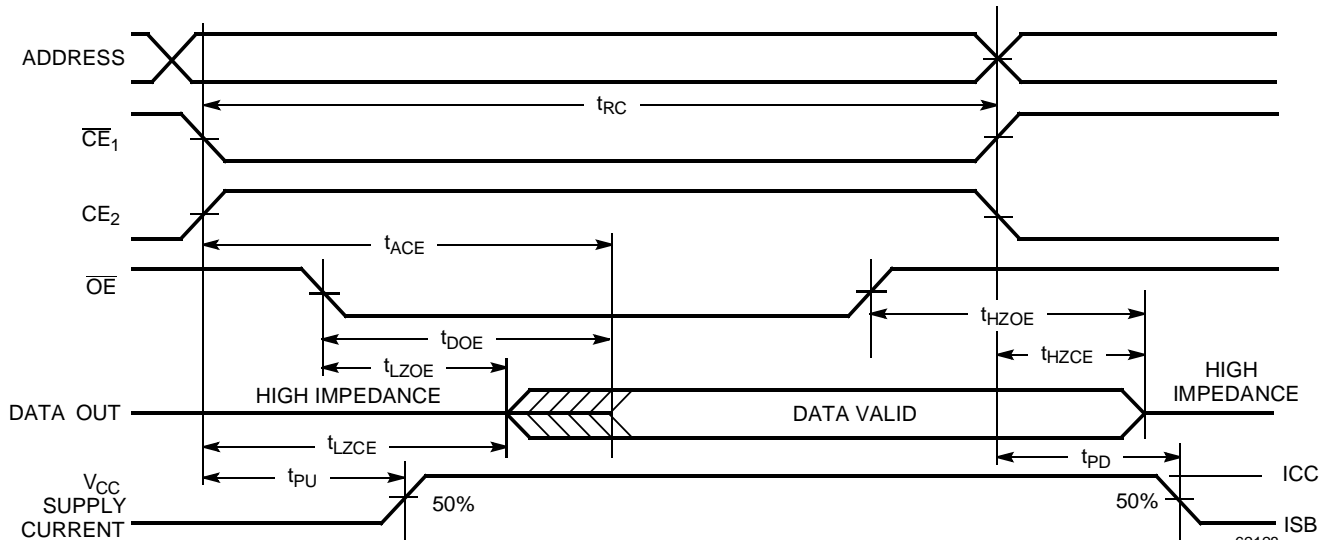 ADDRESS
tRC
CE1
CE2
tACE
OE
tHZOE
tDOE
tHZCE
tLZOE
HIGH
IMPEDANCE
HIGH IMPEDANCE
DATA OUT
DATA VALID
tLZCE
tPD
tPU
VCC
SUPPLY
CURRENT
50%
50%
ICC
ISB